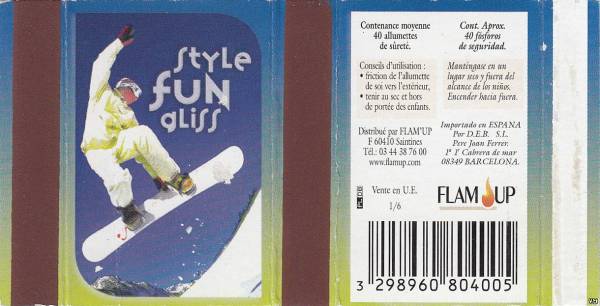 style
fun
gliss
Contenance moyenne
40 allumettes
de sûreté.
Cont. Aprox.
40 fósforos
de seguridad.
Conseils d'utilisation :
• friction de l'allumette
de soi vers l'extérieur,
• tenir au sec et hors
de portée des enfants.
Manténgase en un
lugar seco y fuera del
alcance de los niños.
Encender hacia fuera.
Distribué par FLAM'UP
F 60410 Saintines
Tél.: 03 44 38 76 00
www.flamup.com
Importado en ESPANA
Por D.E.B. S.L.
Pere Joan Ferrer.
1ª Y Cabrera de mar
08349 BARCELONA.
Vente en U.E.
1/6
FLAM UP
3 298960 804005